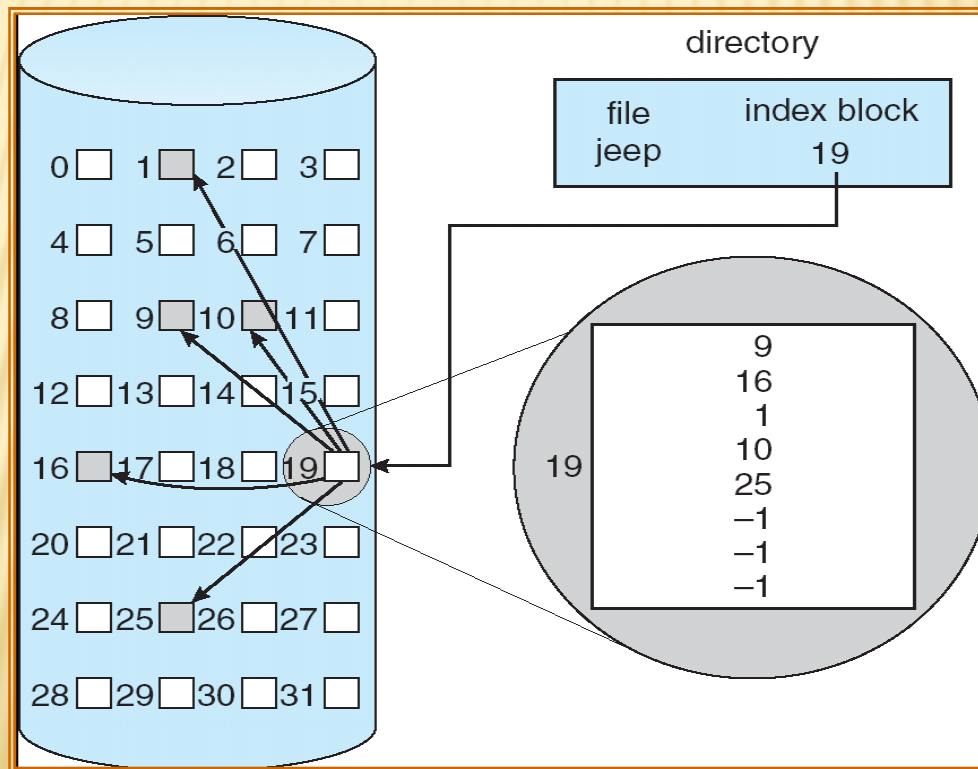 directory
file index block
jeep 19
0 1 2 3
4 5 6 7
8 9 10 11
12 13 14 15
16 17 18 19
20 21 22 23
24 25 26 27
28 29 30 31
19
9
16
1
10
25
–1
–1
–1